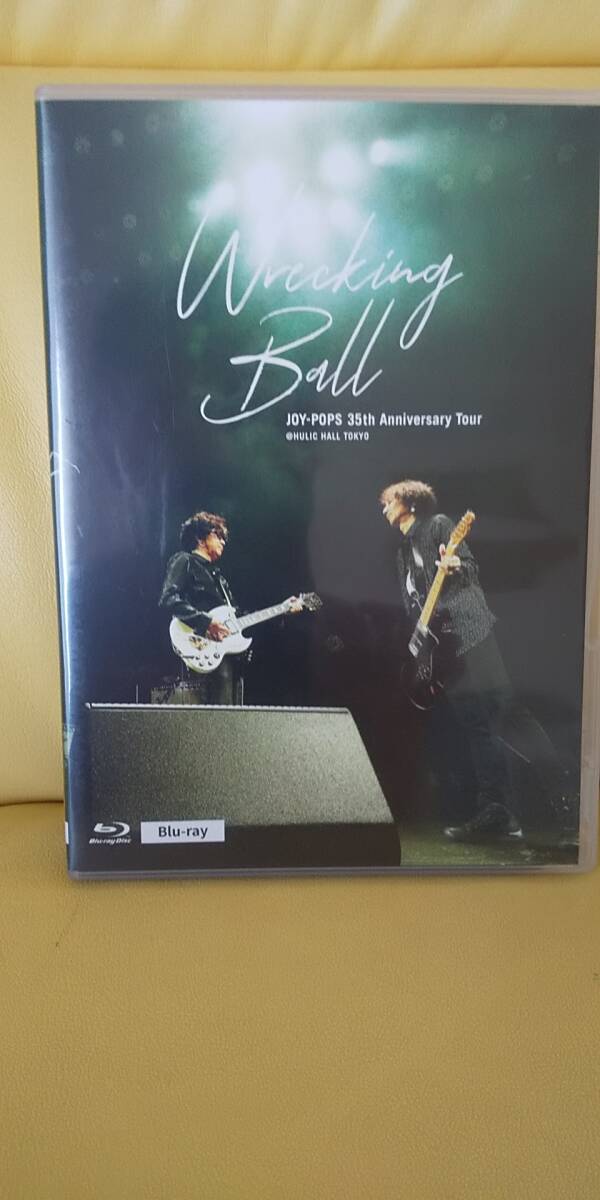 Wrecking
Ball
JOY-POPS 35th Anniversary Tour
@HULIC HALL TOKYO
Blu-ray Disc
Blu-ray